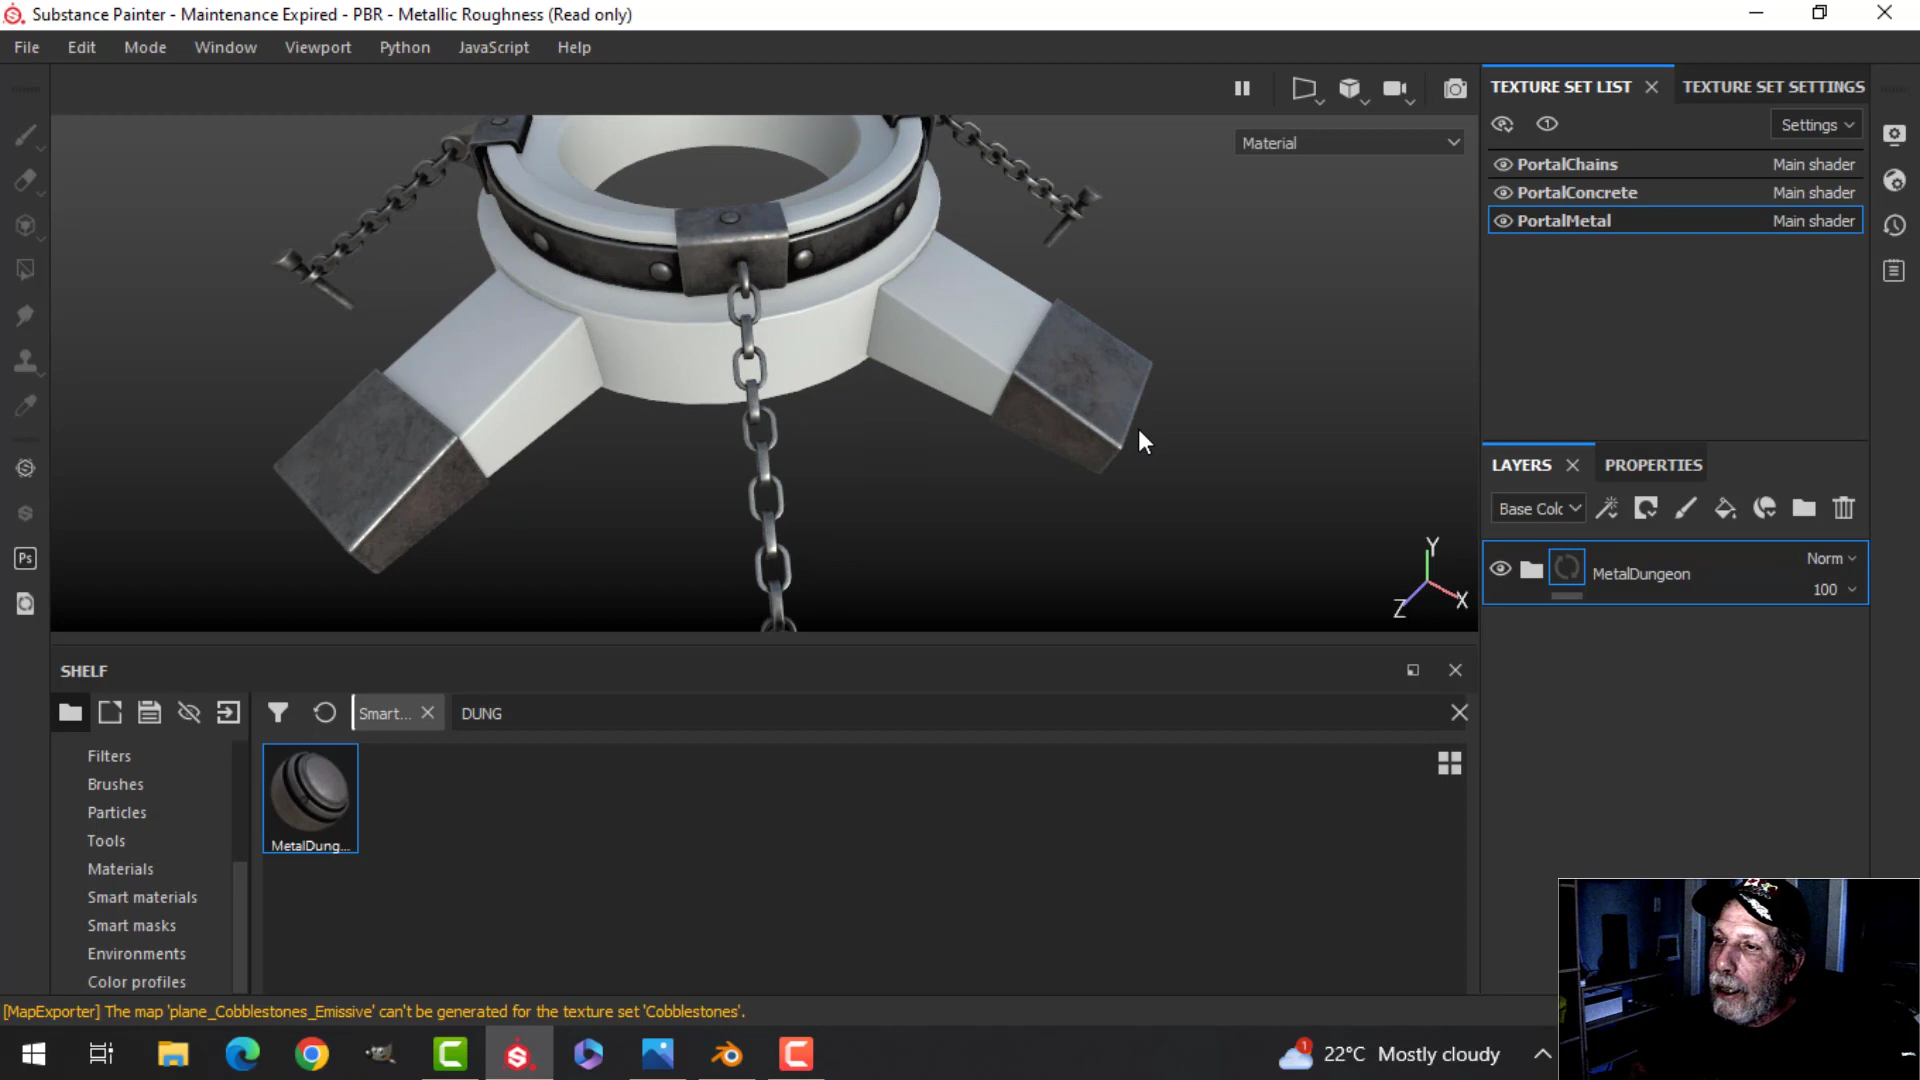 Substance Painter - Maintenance Expired - PBR - Metallic Roughness (Read only)
File Edit Mode Window Viewport Python JavaScript Help
TEXTURE SET LIST TEXTURE SET SETTINGS
Settings
Material
PortalChains Main shader
PortalConcrete Main shader
PortalMetal Main shader
LAYERS PROPERTIES
Base Colc
Norm
MetalDungeon
100
Y
X
Z
SHELF
Smart... DUNG
Filters
Brushes
Particles
Tools
Materials
Smart materials
Smart masks
Environments
Color profiles
MetalDung...
[MapExporter] The map 'plane_Cobblestones_Emissive' can't be generated for the texture set 'Cobblestones'.
22°C Mostly cloudy